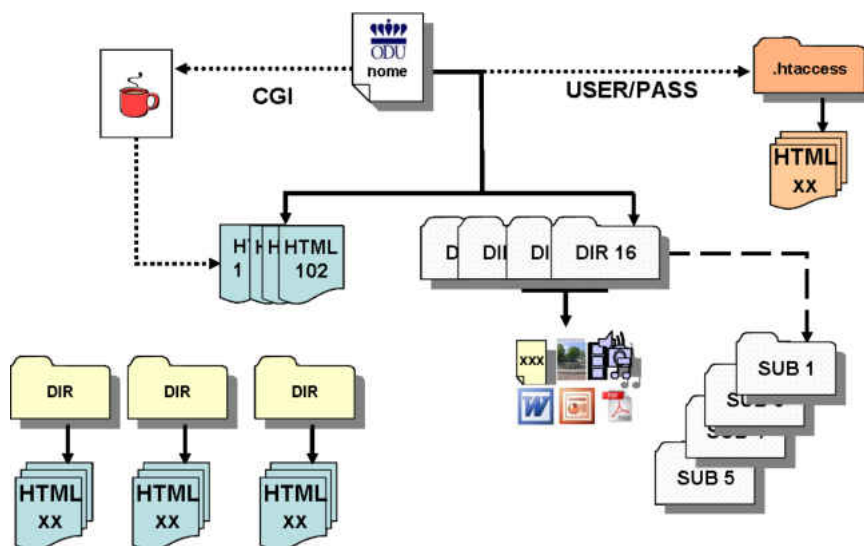 ODU
nome
.htaccess
CGI
USER/PASS
HTML
xx
HTML
1
102
DIR 16
xxx
SUB 1
DIR
DIR
DIR
SUB 5
HTML
xx
HTML
xx
HTML
xx